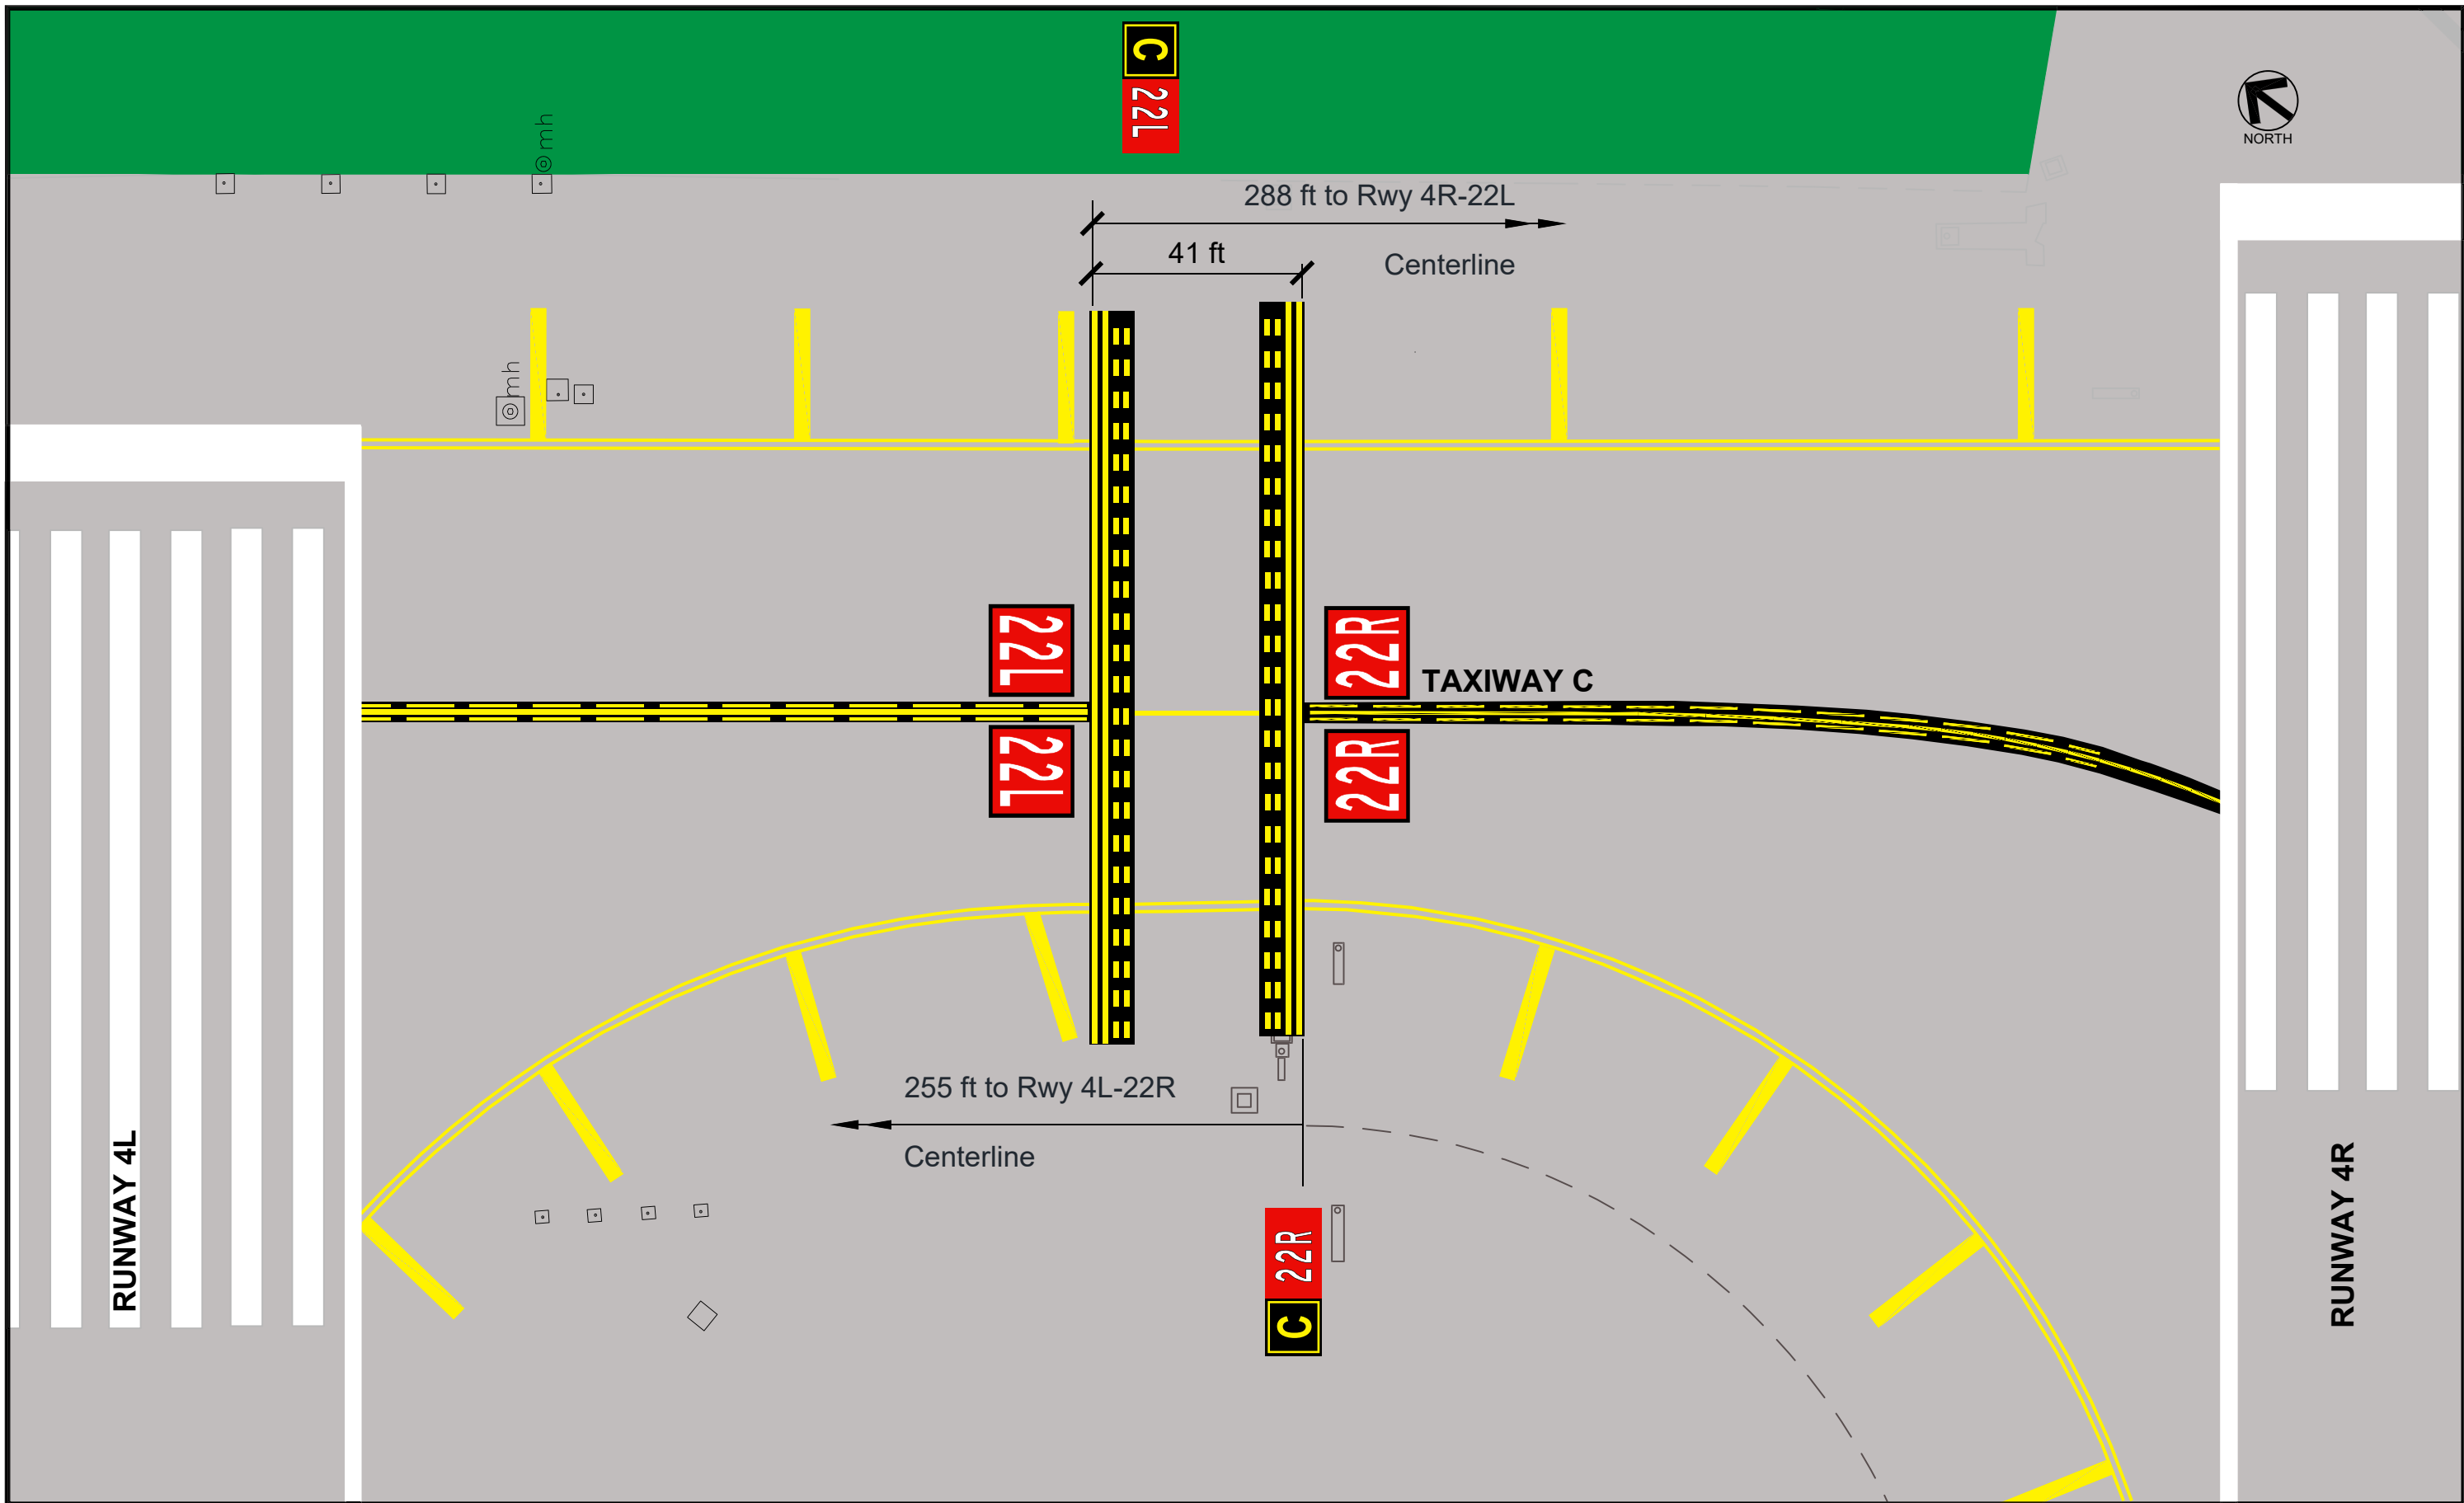 C
22L
NORTH
mh
288 ft to Rwy 4R-22L
41 ft
Centerline
mh
22L
22R
TAXIWAY C
22L
22R
255 ft to Rwy 4L-22R
Centerline
RUNWAY 4L
RUNWAY 4R
22R
C